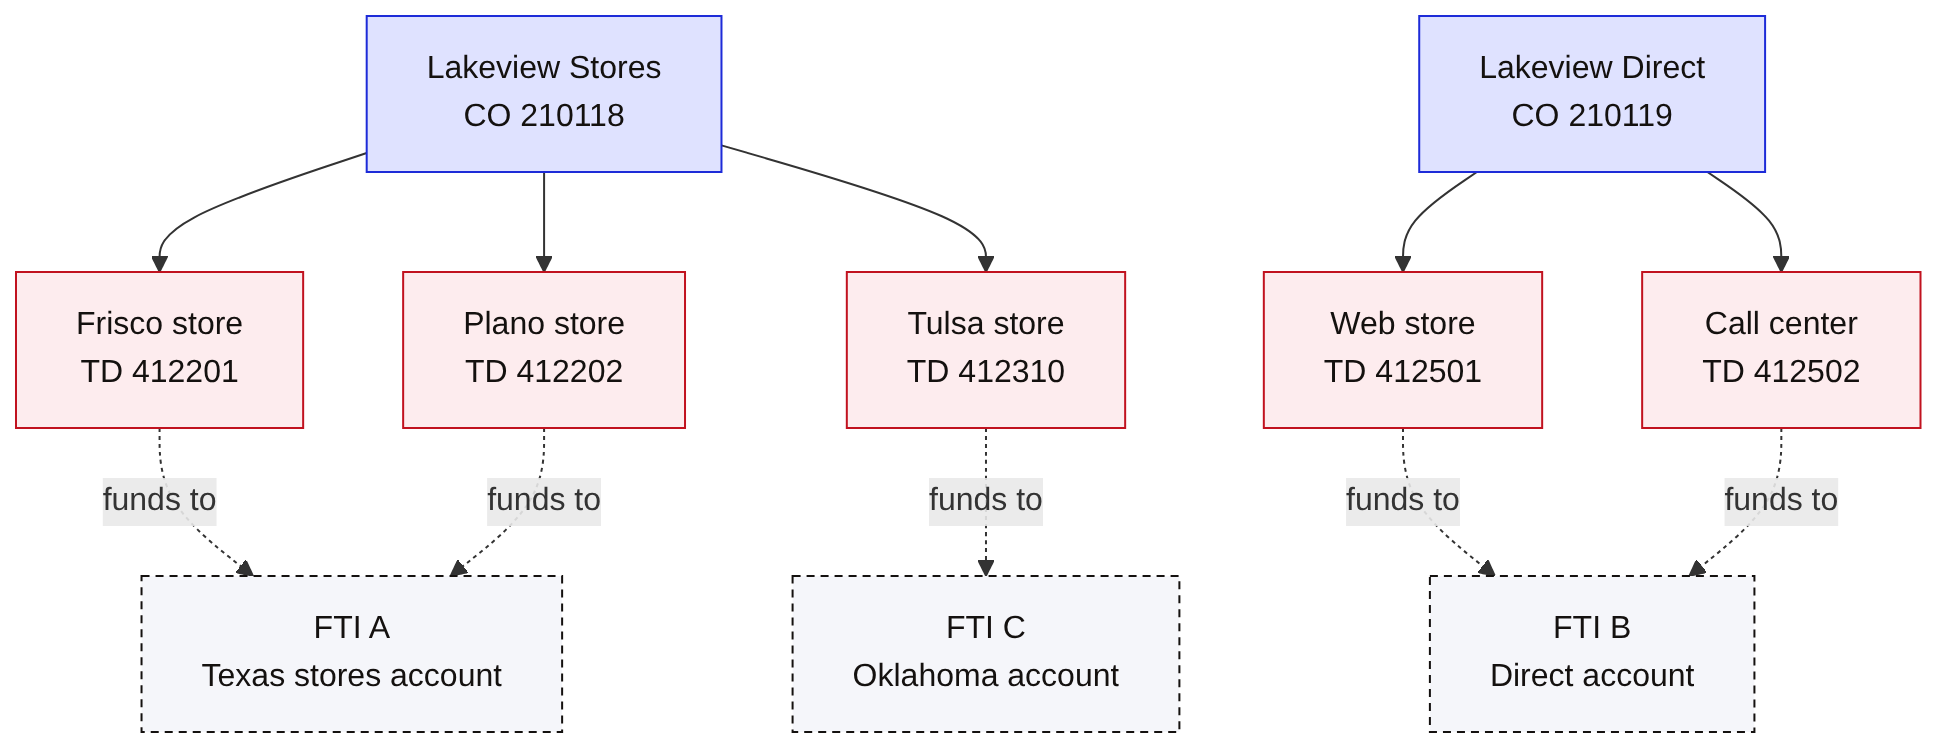 Lakeview Stores
CO 210118
Lakeview Direct
CO 210119
Frisco store
TD 412201
Plano store
TD 412202
Tulsa store
TD 412310
Web store
TD 412501
Call center
TD 412502
funds to
funds to
funds to
funds to
funds to
FTI A
Texas stores account
FTI C
Oklahoma account
FTI B
Direct account